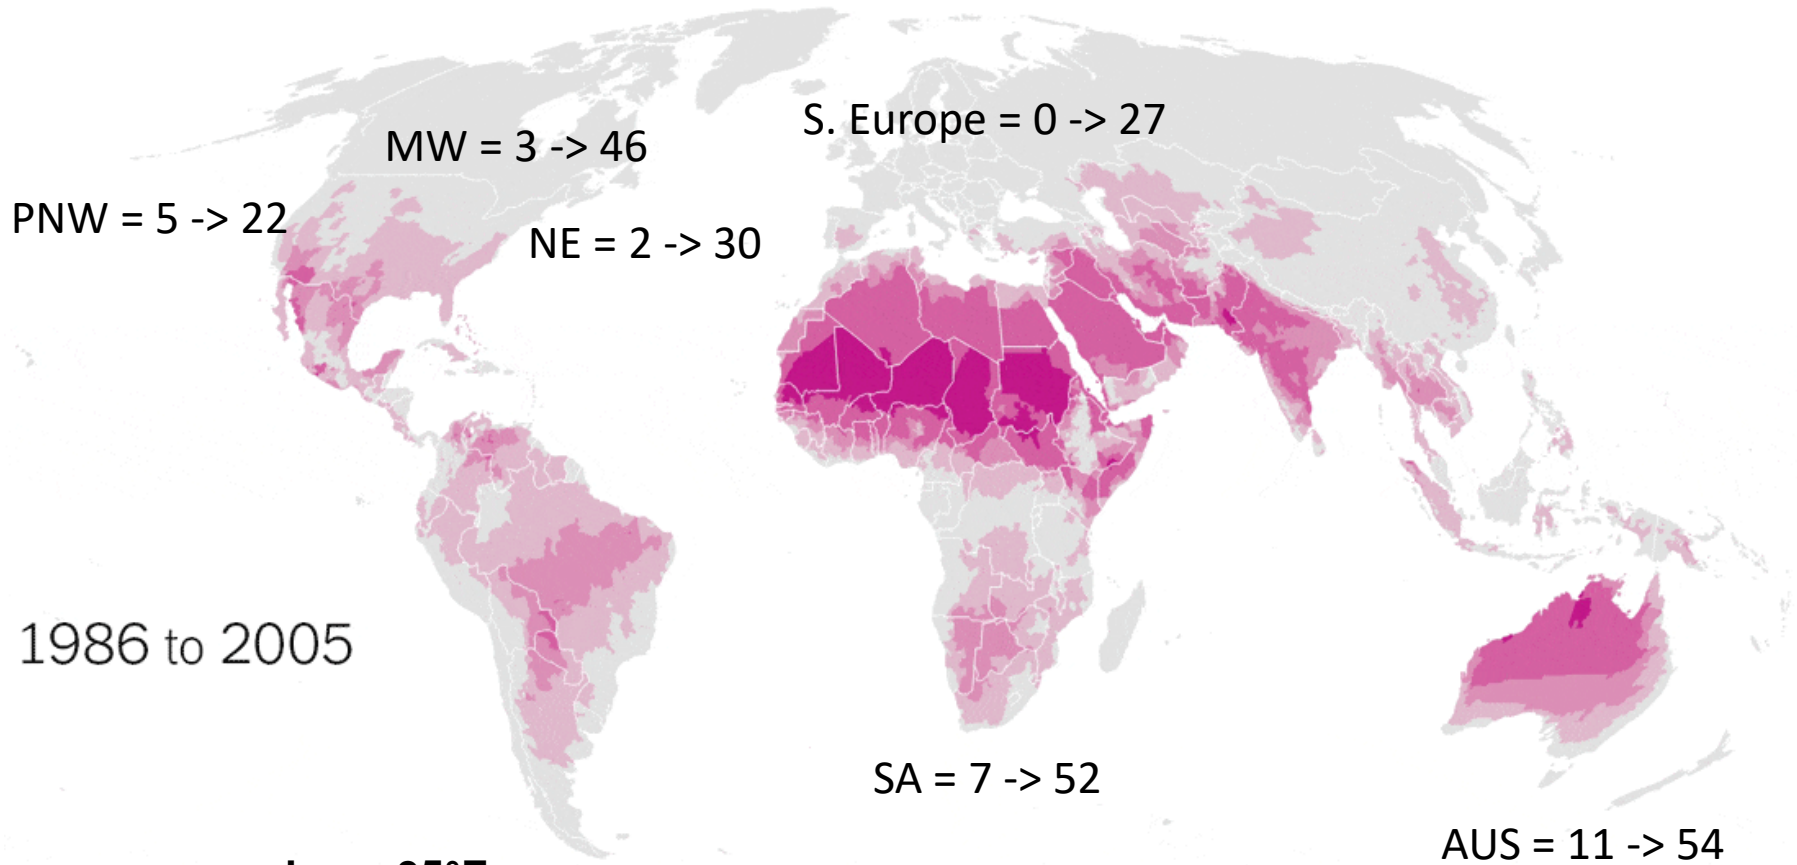 S. Europe = 0 -> 27
MW = 3 -> 46
PNW = 5 -> 22
NE = 2 -> 30
1986 to 2005
SA = 7 -> 52
AUS = 11 -> 54